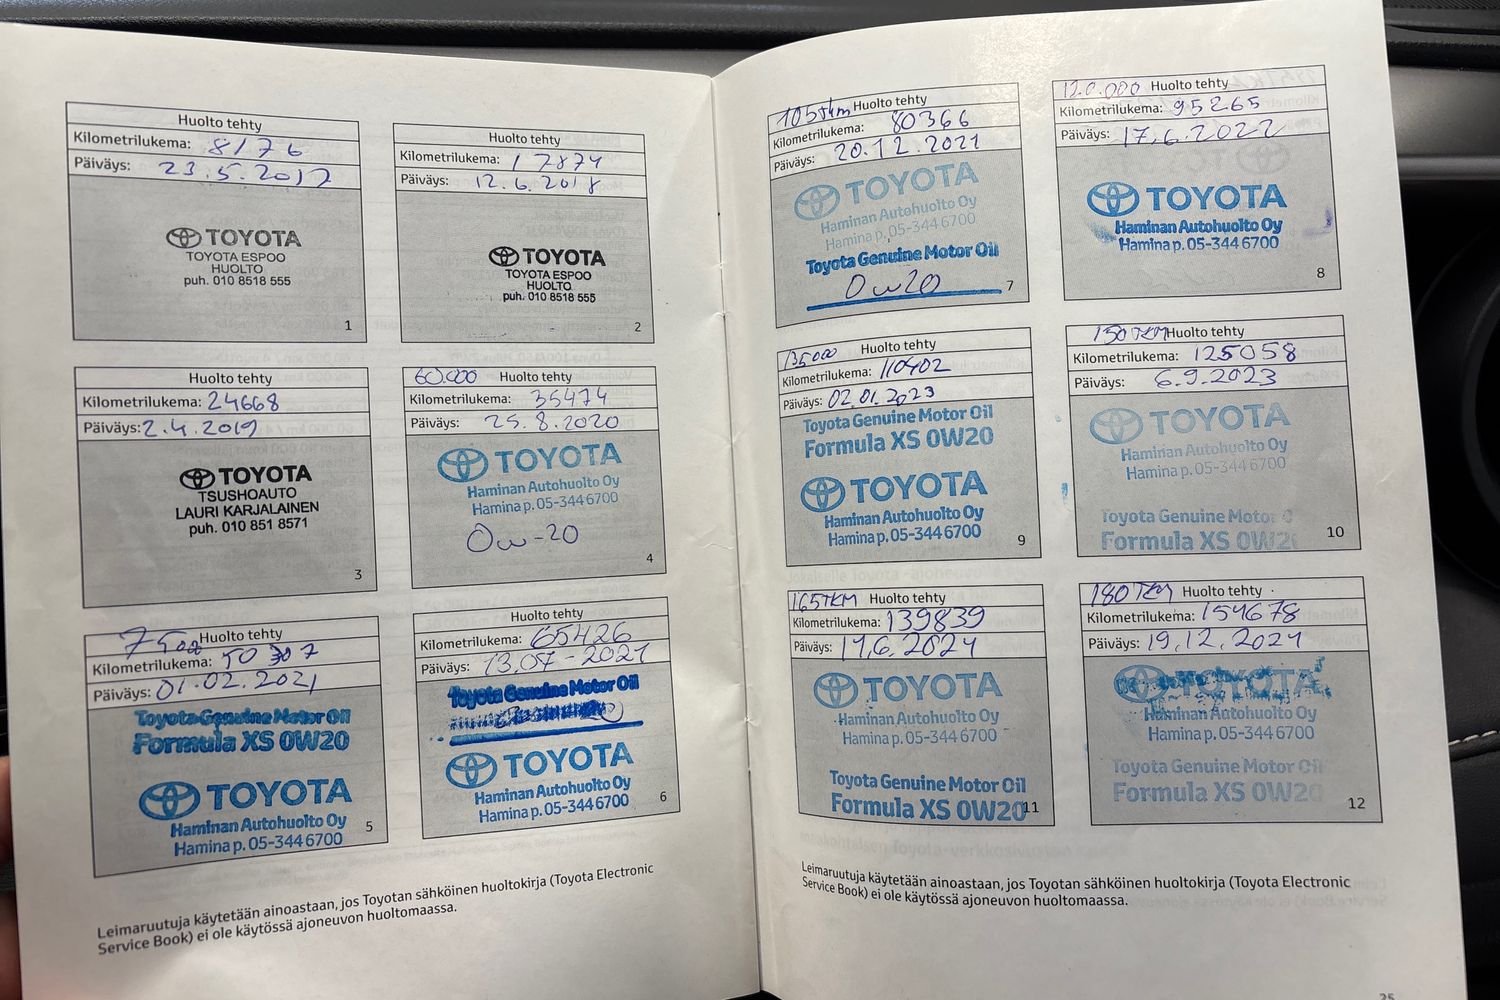 Huolto tehty
Kilometrilukema: 8176
Päiväys: 23.5.2017
TOYOTA
TOYOTA ESPOO
HUOLTO
puh. 010 8518 555
1
Huolto tehty
Kilometrilukema: 17874
Päiväys: 12.6.2018
TOYOTA
TOYOTA ESPOO
HUOLTO
puh. 010 8518 555
2
Huolto tehty
Kilometrilukema: 24668
Päiväys: 2.4.2019
TOYOTA
TSUSHOAUTO
LAURI KARJALAINEN
puh. 010 851 8571
3
60.000 Huolto tehty
Kilometrilukema: 35474
Päiväys: 25.8.2020
TOYOTA
Haminan Autohuolto Oy
Hamina p. 05-344 6700
0w-20
4
75000 Huolto tehty
Kilometrilukema: 50307
Päiväys: 01.02.2021
Toyota Genuine Motor Oil
Formula XS 0W20
TOYOTA
Haminan Autohuolto Oy
Hamina p. 05-344 6700
5
Huolto tehty
Kilometrilukema: 65426
Päiväys: 13.07-2021
Toyota Genuine Motor Oil
TOYOTA
Haminan Autohuolto Oy
Hamina p. 05-344 6700
6
Leimaruutuja käytetään ainoastaan, jos Toyotan sähköinen huoltokirja (Toyota Electronic
Service Book) ei ole käytössä ajoneuvon huoltomaassa.
105tkm Huolto tehty
Kilometrilukema: 80366
Päiväys: 20.12.2021
TOYOTA
Haminan Autohuolto Oy
Hamina p. 05-344 6700
Toyota Genuine Motor Oil
0w20
7
120.000 Huolto tehty
Kilometrilukema: 95265
Päiväys: 17.6.2022
TOYOTA
Haminan Autohuolto Oy
Hamina p. 05-344 6700
8
135000 Huolto tehty
Kilometrilukema: 110402
Päiväys: 02.01.2023
Toyota Genuine Motor Oil
Formula XS 0W20
TOYOTA
Haminan Autohuolto Oy
Hamina p. 05-344 6700
9
150TKM Huolto tehty
Kilometrilukema: 125058
Päiväys: 6.9.2023
TOYOTA
Haminan Autohuolto Oy
Hamina p. 05-344 6700
Toyota Genuine Motor O
Formula XS 0W20
10
165TKM Huolto tehty
Kilometrilukema: 139839
Päiväys: 14.6.2024
TOYOTA
Haminan Autohuolto Oy
Hamina p. 05-344 6700
Toyota Genuine Motor Oil
Formula XS 0W20
11
180TKM Huolto tehty
Kilometrilukema: 154678
Päiväys: 19.12.2024
TOYOTA
Haminan Autohuolto Oy
Hamina p. 05-344 6700
Toyota Genuine Motor Oil
Formula XS 0W20
12
Leimaruutuja käytetään ainoastaan, jos Toyotan sähköinen huoltokirja (Toyota Electronic
Service Book) ei ole käytössä ajoneuvon huoltomaassa.
25